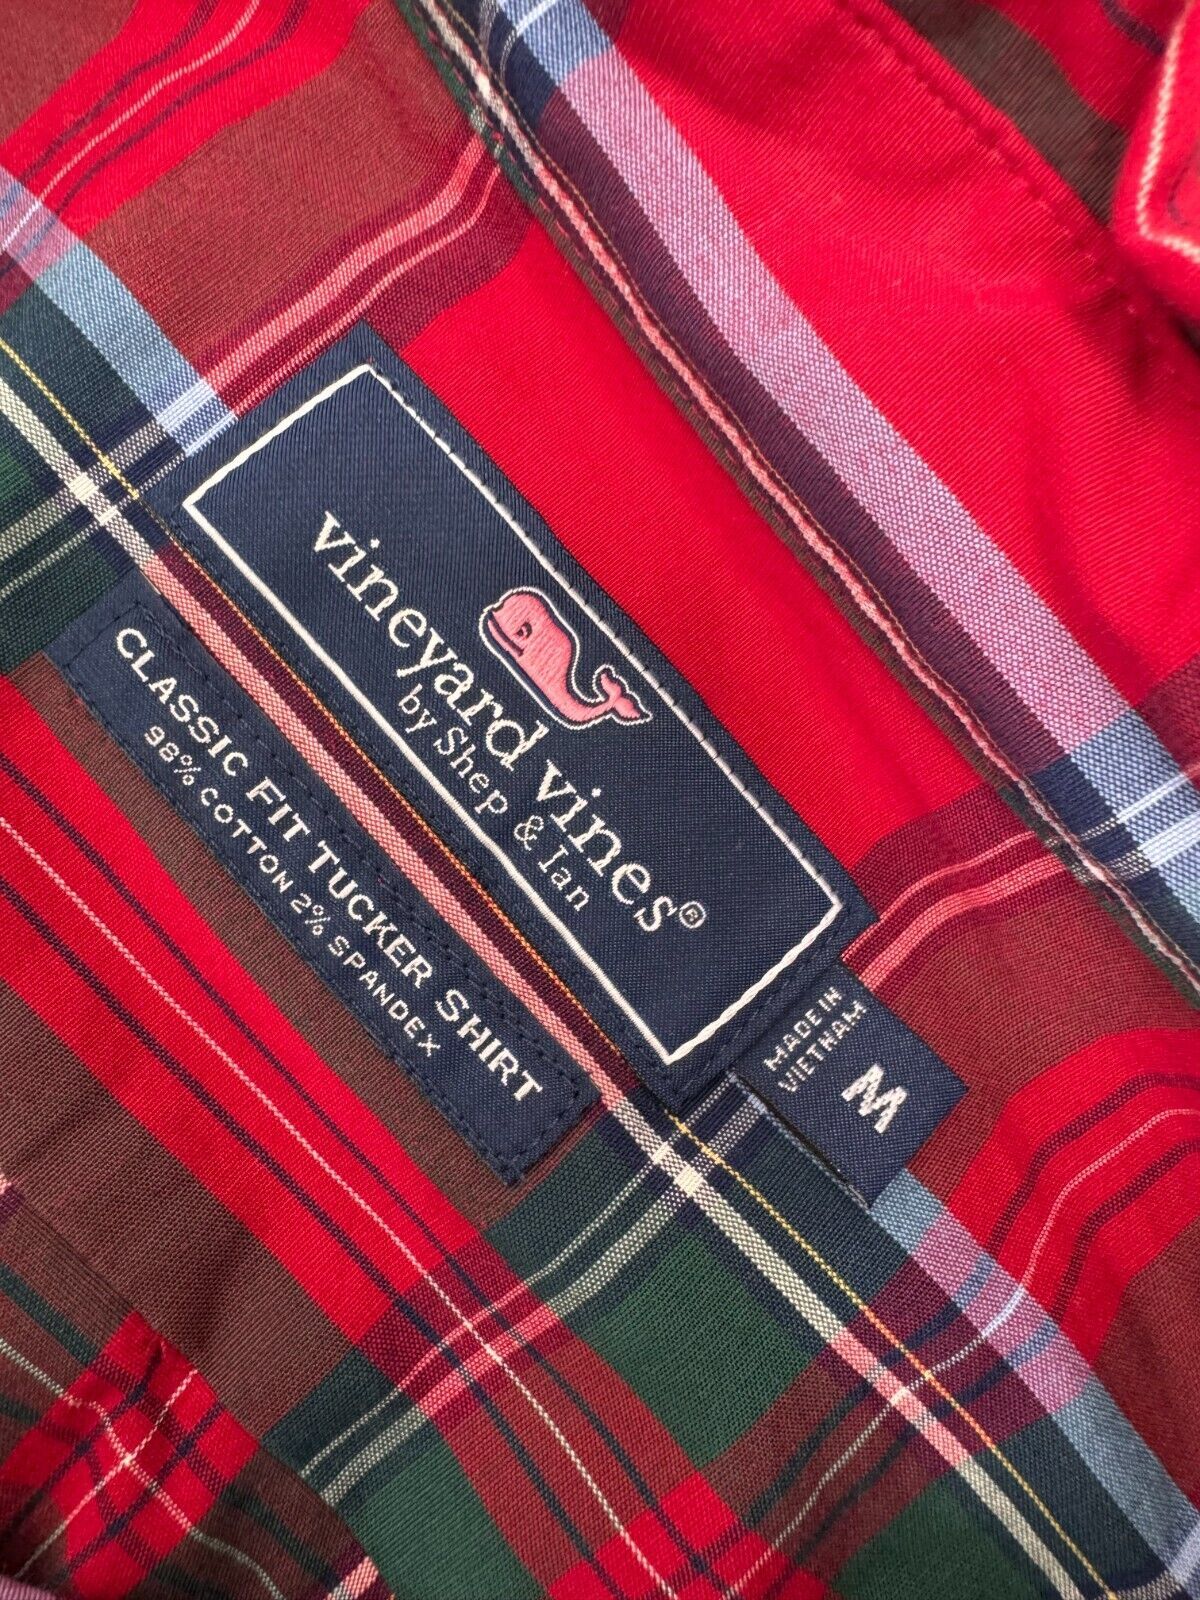 vineyard vines®
by Shep & Ian
CLASSIC FIT TUCKER SHIRT
98% COTTON 2% SPANDEX
MADE IN
VIETNAM
M